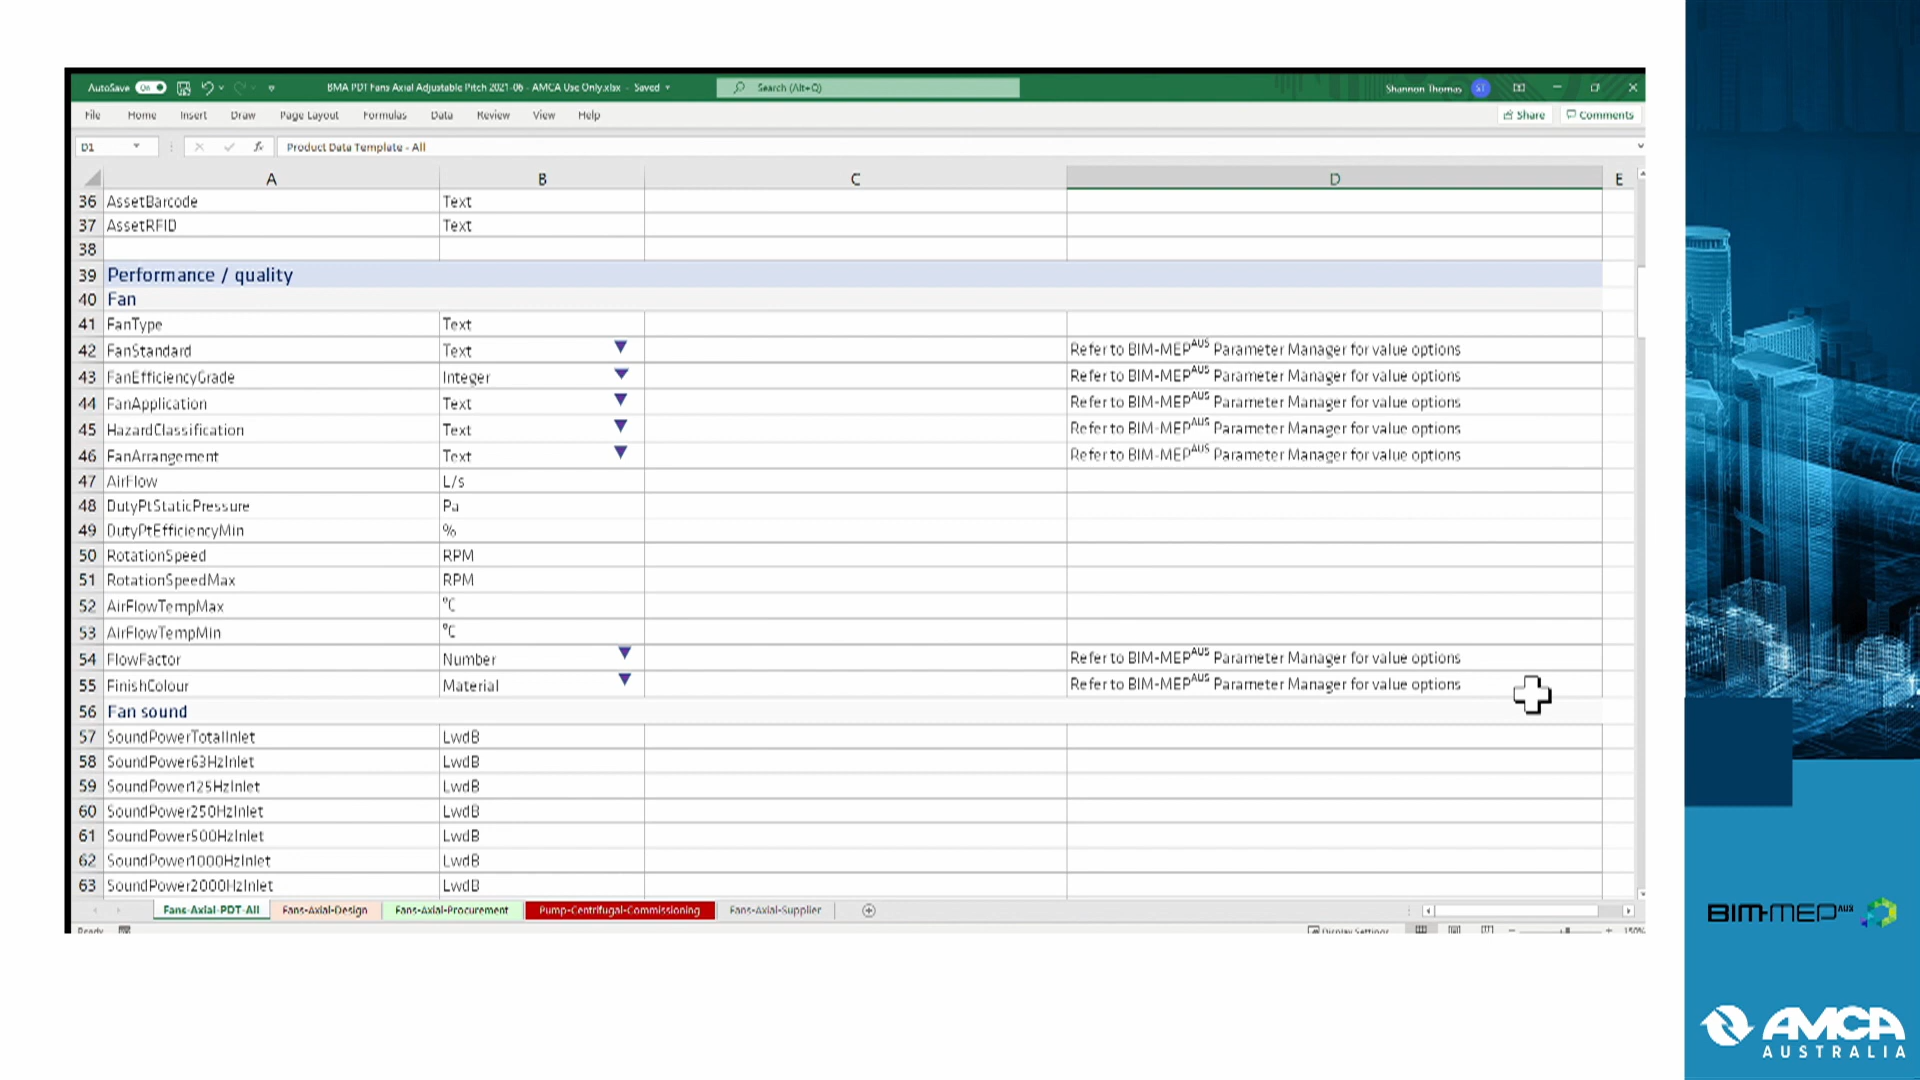 AutoSave On BMA PDT Fans Axial Adjustable Pitch 2021-06 - AMCA Use Only.xlsx - Saved Search (Alt+Q) Shannon Thomas ST
File Home Insert Draw Page Layout Formulas Data Review View Help Share Comments
D1 fx Product Data Template - All
A B C D E
36 AssetBarcode Text
37 AssetRFID Text
38
39 Performance / quality
40 Fan
41 FanType Text
42 FanStandard Text Refer to BIM-MEPAUS Parameter Manager for value options
43 FanEfficiencyGrade Integer Refer to BIM-MEPAUS Parameter Manager for value options
44 FanApplication Text Refer to BIM-MEPAUS Parameter Manager for value options
45 HazardClassification Text Refer to BIM-MEPAUS Parameter Manager for value options
46 FanArrangement Text Refer to BIM-MEPAUS Parameter Manager for value options
47 AirFlow L/s
48 DutyPtStaticPressure Pa
49 DutyPtEfficiencyMin %
50 RotationSpeed RPM
51 RotationSpeedMax RPM
52 AirFlowTempMax °C
53 AirFlowTempMin °C
54 FlowFactor Number Refer to BIM-MEPAUS Parameter Manager for value options
55 FinishColour Material Refer to BIM-MEPAUS Parameter Manager for value options
56 Fan sound
57 SoundPowerTotalInlet LwdB
58 SoundPower63HzInlet LwdB
59 SoundPower125HzInlet LwdB
60 SoundPower250HzInlet LwdB
61 SoundPower500HzInlet LwdB
62 SoundPower1000HzInlet LwdB
63 SoundPower2000HzInlet LwdB
Fans-Axial-PDT-All Fans-Axial-Design Fans-Axial-Procurement Pump-Centrifugal-Commissioning Fans-Axial-Supplier
Ready Display Settings 150%
BIM-MEPAUS
AMCA
AUSTRALIA